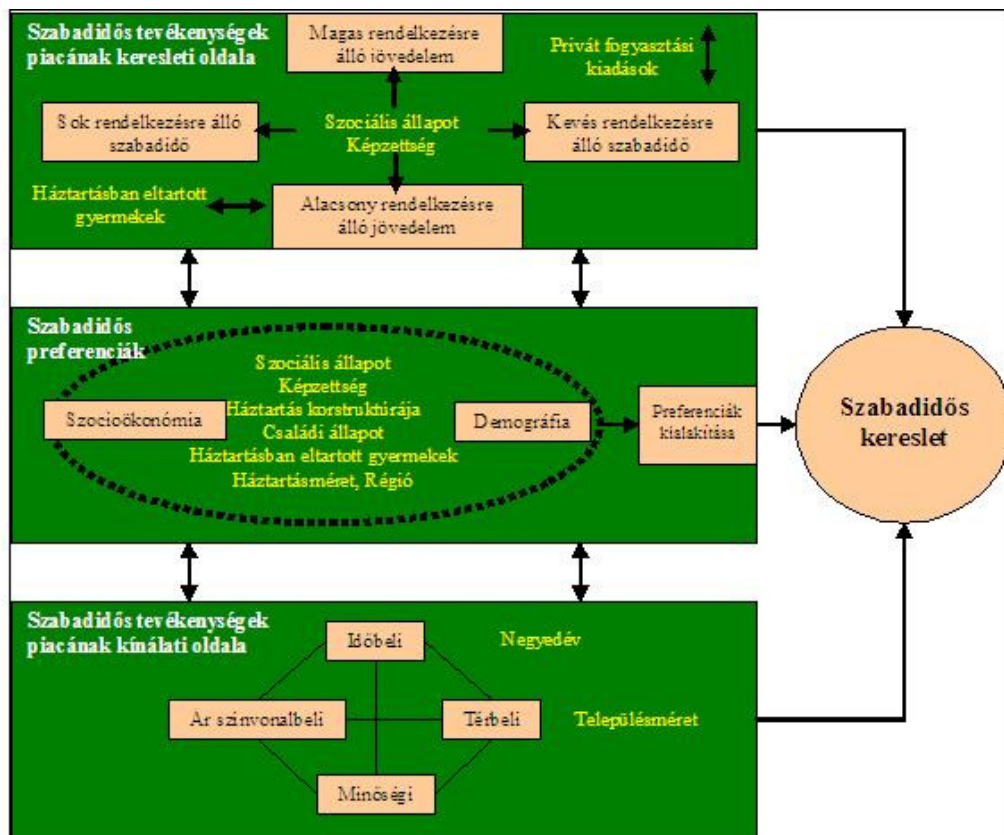 Szabadidős tevékenységek
piacának keresleti oldala
Magas rendelkezésre
álló jövedelem
Privát fogyasztási
kiadások
Sok rendelkezésre álló
szabadidő
Szociális állapot
Képzettség
Kevés rendelkezésre
álló szabadidő
Háztartásban eltartott
gyermekek
Alacsony rendelkezésre
álló jövedelem
Szabadidős
preferenciák
Szociális állapot
Képzettség
Háztartás korstruktúrája
Családi állapot
Háztartásban eltartott gyermekek
Háztartásméret, Régió
Szocioökonómia
Demográfia
Preferenciák
kialakítása
Szabadidős
kereslet
Szabadidős tevékenységek
piacának kínálati oldala
Időbeli
Negyedév
Ár színvonalbeli
Térbeli
Településméret
Minőségi